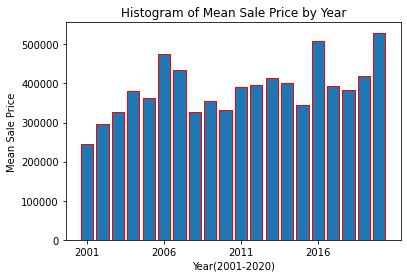 Histogram of Mean Sale Price by Year
500000
400000
300000
200000
100000
0
Mean Sale Price
2001 2006 2011 2016
Year(2001-2020)